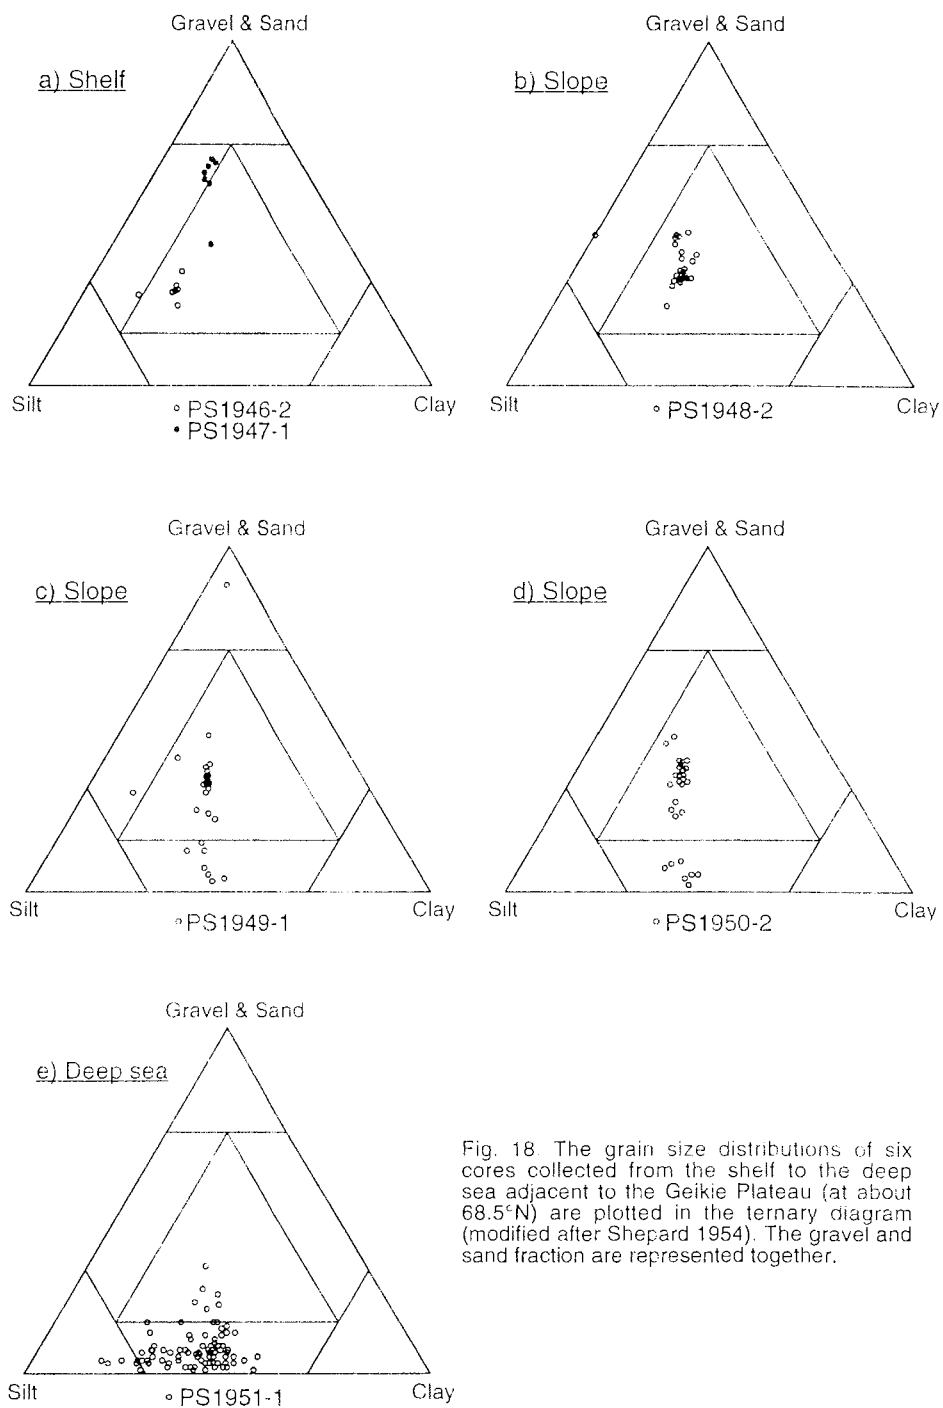 Gravel & Sand
a) Shelf
Silt
Clay
○ PS1946-2
• PS1947-1
Gravel & Sand
b) Slope
Silt
Clay
○ PS1948-2
Gravel & Sand
c) Slope
Silt
Clay
○ PS1949-1
Gravel & Sand
d) Slope
Silt
Clay
○ PS1950-2
Gravel & Sand
e) Deep sea
Silt
Clay
○ PS1951-1
Fig. 18. The grain size distributions of six
cores collected from the shelf to the deep
sea adjacent to the Geikie Plateau (at about
68.5°N) are plotted in the ternary diagram
(modified after Shepard 1954). The gravel and
sand fraction are represented together.